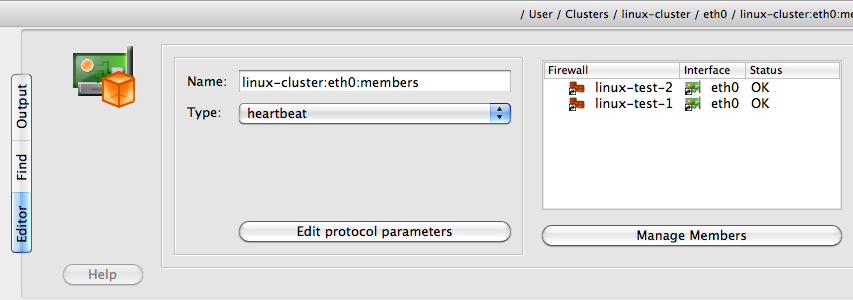 / User / Clusters / linux-cluster / eth0 / linux-cluster:eth0:me
Output
Find
Editor
Name: linux-cluster:eth0:members
Type: heartbeat
Edit protocol parameters
Help
Firewall Interface Status
linux-test-2 eth0 OK
linux-test-1 eth0 OK
Manage Members